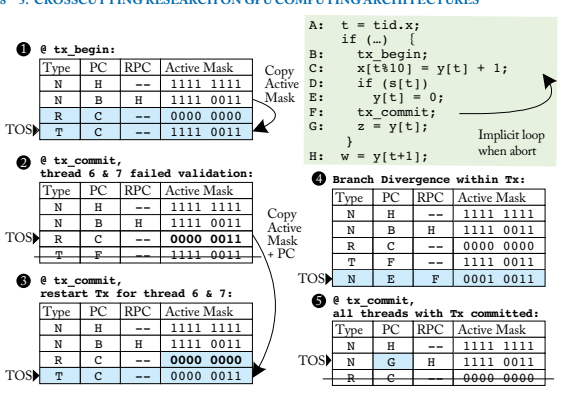 8 3. CROSSCUTTING RESEARCH ON GPU COMPUTING ARCHITECTURES
1 @ tx_begin:
Type PC RPC Active Mask
N H -- 1111 1111
N B H 1111 0011
R C -- 0000 0000
TOS T C -- 1111 0011
Copy
Active
Mask
2 @ tx_commit,
thread 6 & 7 failed validation:
Type PC RPC Active Mask
N H -- 1111 1111
N B H 1111 0011
TOS R C -- 0000 0011
T F -- 1111 0011
Copy
Active
Mask
+ PC
3 @ tx_commit,
restart Tx for thread 6 & 7:
Type PC RPC Active Mask
N H -- 1111 1111
N B H 1111 0011
R C -- 0000 0000
TOS T C -- 0000 0011
A: t = tid.x;
if (…) {
B: tx_begin;
C: x[t%10] = y[t] + 1;
D: if (s[t])
E: y[t] = 0;
F: tx_commit;
G: z = y[t];
}
H: w = y[t+1];
Implicit loop
when abort
4 Branch Divergence within Tx:
Type PC RPC Active Mask
N H -- 1111 1111
N B H 1111 0011
R C -- 0000 0000
T F -- 1111 0011
TOS N E F 0001 0011
5 @ tx_commit,
all threads with Tx committed:
Type PC RPC Active Mask
N H -- 1111 1111
TOS N G H 1111 0011
R C -- 0000 0000